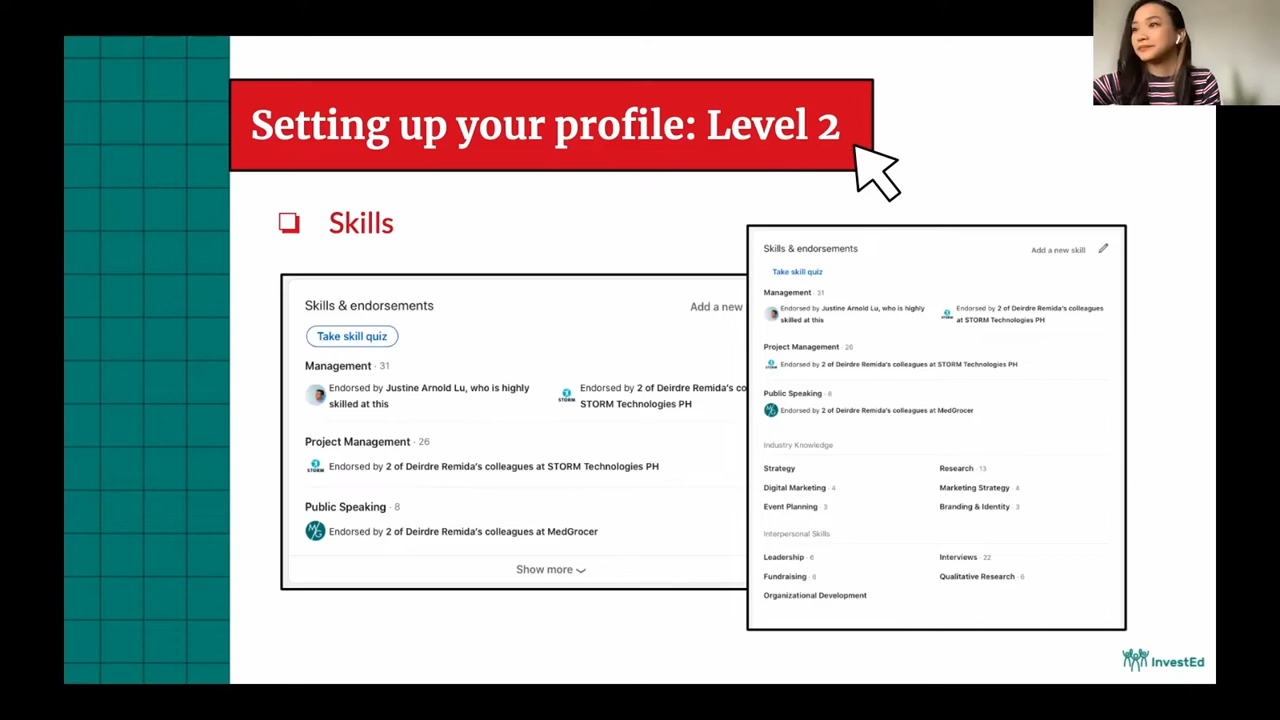 Setting up your profile: Level 2
Skills
Skills & endorsements
Add a new
Take skill quiz
Management · 31
Endorsed by Justine Arnold Lu, who is highly
skilled at this
Endorsed by 2 of Deirdre Remida's co
STORM Technologies PH
STORM
Project Management · 26
STORM
Endorsed by 2 of Deirdre Remida's colleagues at STORM Technologies PH
Public Speaking · 8
M/G
Endorsed by 2 of Deirdre Remida's colleagues at MedGrocer
Show more
Skills & endorsements
Add a new skill
Take skill quiz
Management · 31
Endorsed by Justine Arnold Lu, who is highly
skilled at this
STORM
Endorsed by 2 of Deirdre Remida's colleagues
at STORM Technologies PH
Project Management · 26
STORM
Endorsed by 2 of Deirdre Remida's colleagues at STORM Technologies PH
Public Speaking · 8
M/G
Endorsed by 2 of Deirdre Remida's colleagues at MedGrocer
Industry Knowledge
Strategy
Research · 13
Digital Marketing · 4
Marketing Strategy · 4
Event Planning · 3
Branding & Identity · 3
Interpersonal Skills
Leadership · 6
Interviews · 22
Fundraising · 6
Qualitative Research · 6
Organizational Development
InvestEd